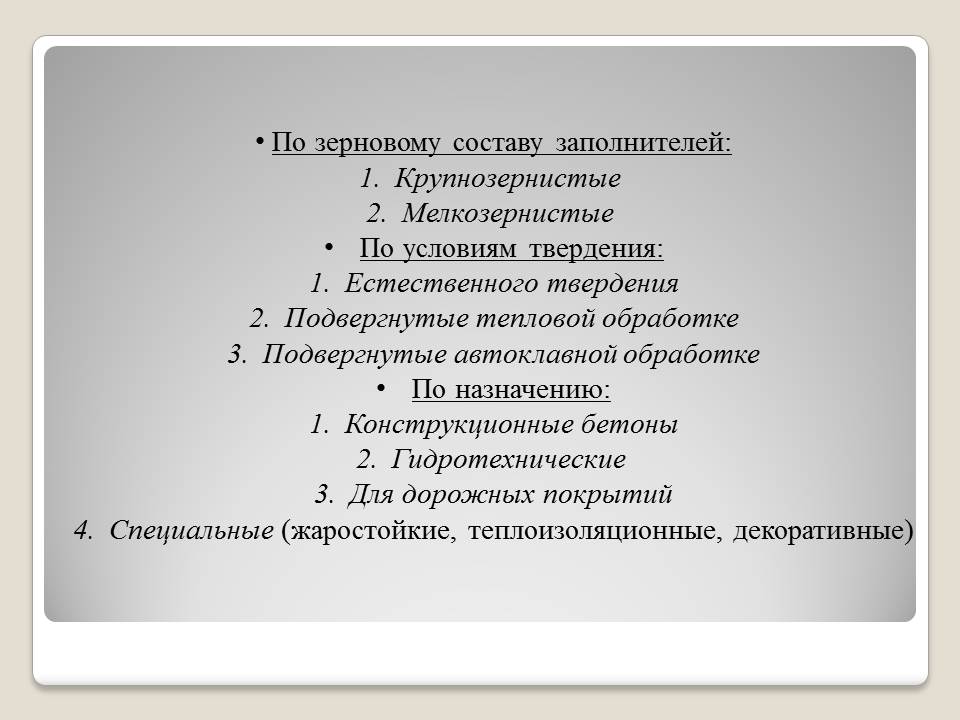 • По зерновому составу заполнителей:
1. Крупнозернистые
2. Мелкозернистые
• По условиям твердения:
1. Естественного твердения
2. Подвергнутые тепловой обработке
3. Подвергнутые автоклавной обработке
• По назначению:
1. Конструкционные бетоны
2. Гидротехнические
3. Для дорожных покрытий
4. Специальные (жаростойкие, теплоизоляционные, декоративные)